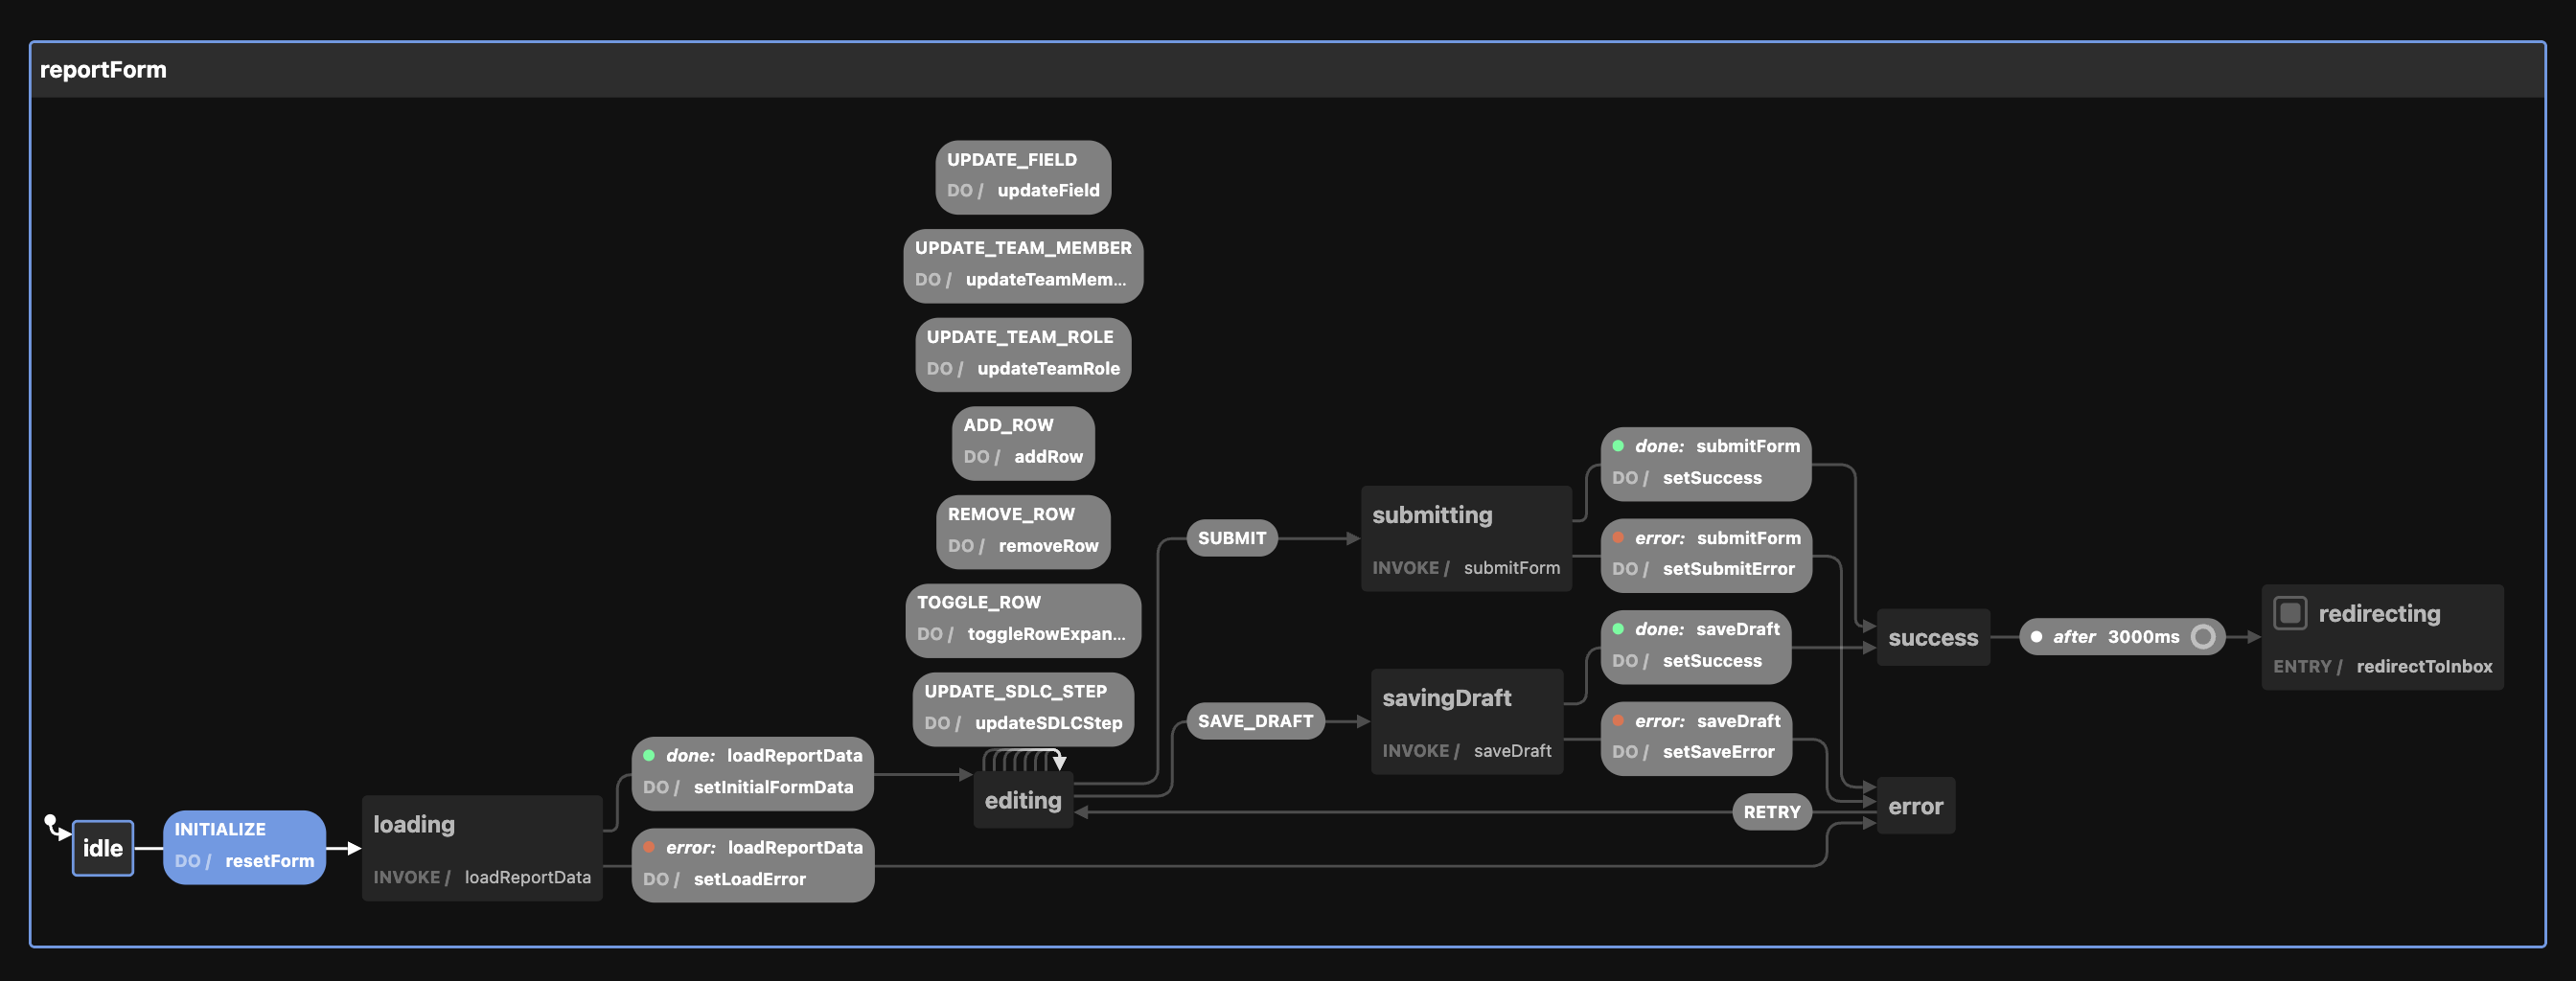 reportForm
UPDATE_FIELD
DO / updateField
UPDATE_TEAM_MEMBER
DO / updateTeamMem...
UPDATE_TEAM_ROLE
DO / updateTeamRole
ADD_ROW
DO / addRow
REMOVE_ROW
DO / removeRow
TOGGLE_ROW
DO / toggleRowExpan...
UPDATE_SDLC_STEP
DO / updateSDLCStep
idle
INITIALIZE
DO / resetForm
loading
INVOKE / loadReportData
done: loadReportData
DO / setInitialFormData
error: loadReportData
DO / setLoadError
editing
SUBMIT
SAVE_DRAFT
submitting
INVOKE / submitForm
done: submitForm
DO / setSuccess
error: submitForm
DO / setSubmitError
savingDraft
INVOKE / saveDraft
done: saveDraft
DO / setSuccess
error: saveDraft
DO / setSaveError
RETRY
success
error
after 3000ms
redirecting
ENTRY / redirectToInbox